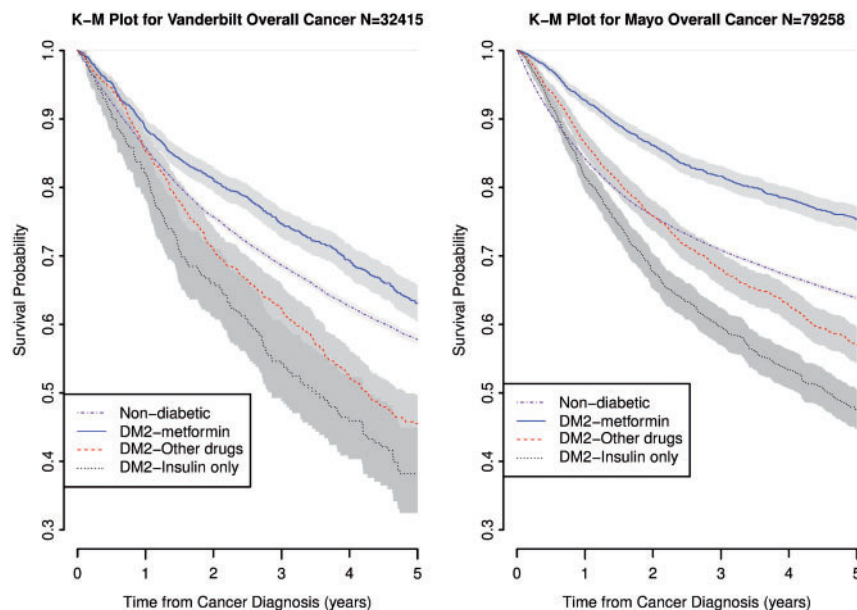 K−M Plot for Vanderbilt Overall Cancer N=32415
Survival Probability
1.0
0.9
0.8
0.7
0.6
0.5
0.4
0.3
Non−diabetic
DM2−metformin
DM2−Other drugs
DM2−Insulin only
0 1 2 3 4 5
Time from Cancer Diagnosis (years)
K−M Plot for Mayo Overall Cancer N=79258
Survival Probability
1.0
0.9
0.8
0.7
0.6
0.5
0.4
0.3
Non−diabetic
DM2−metformin
DM2−Other drugs
DM2−Insulin only
0 1 2 3 4 5
Time from Cancer Diagnosis (years)